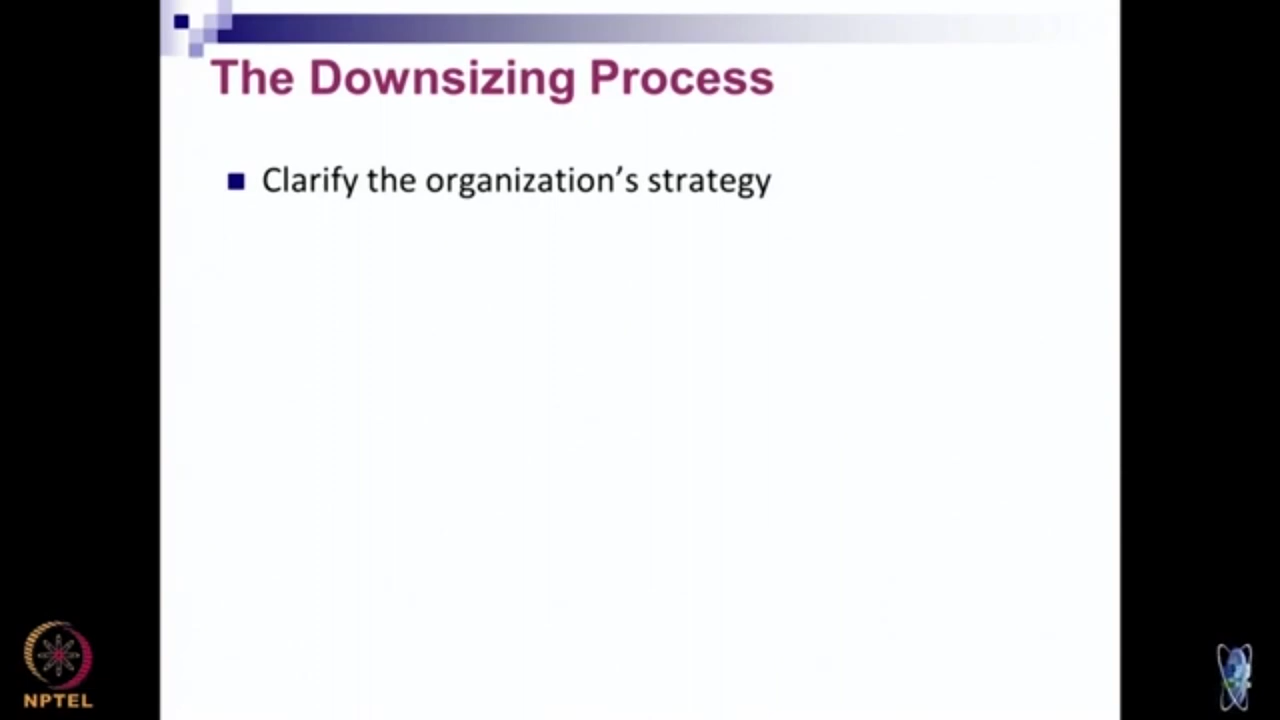 The Downsizing Process
Clarify the organization’s strategy
NPTEL